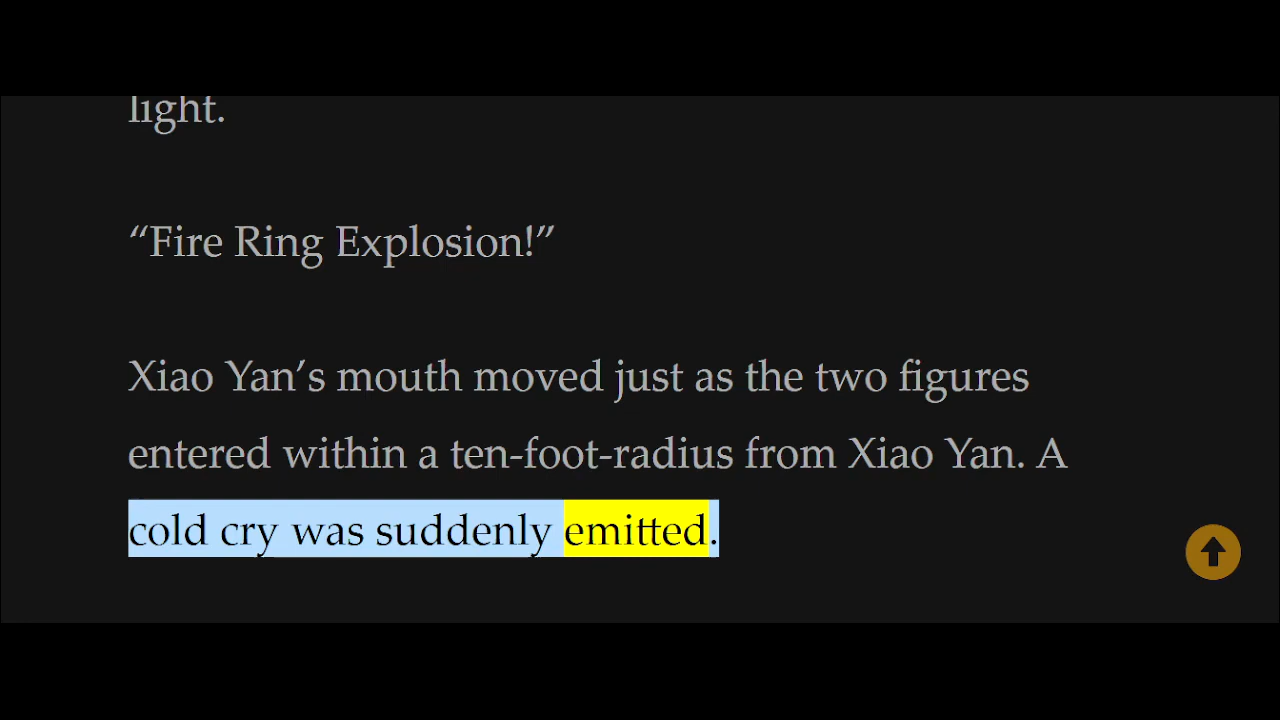 light.
“Fire Ring Explosion!”
Xiao Yan’s mouth moved just as the two figures
entered within a ten-foot-radius from Xiao Yan. A
cold cry was suddenly emitted.